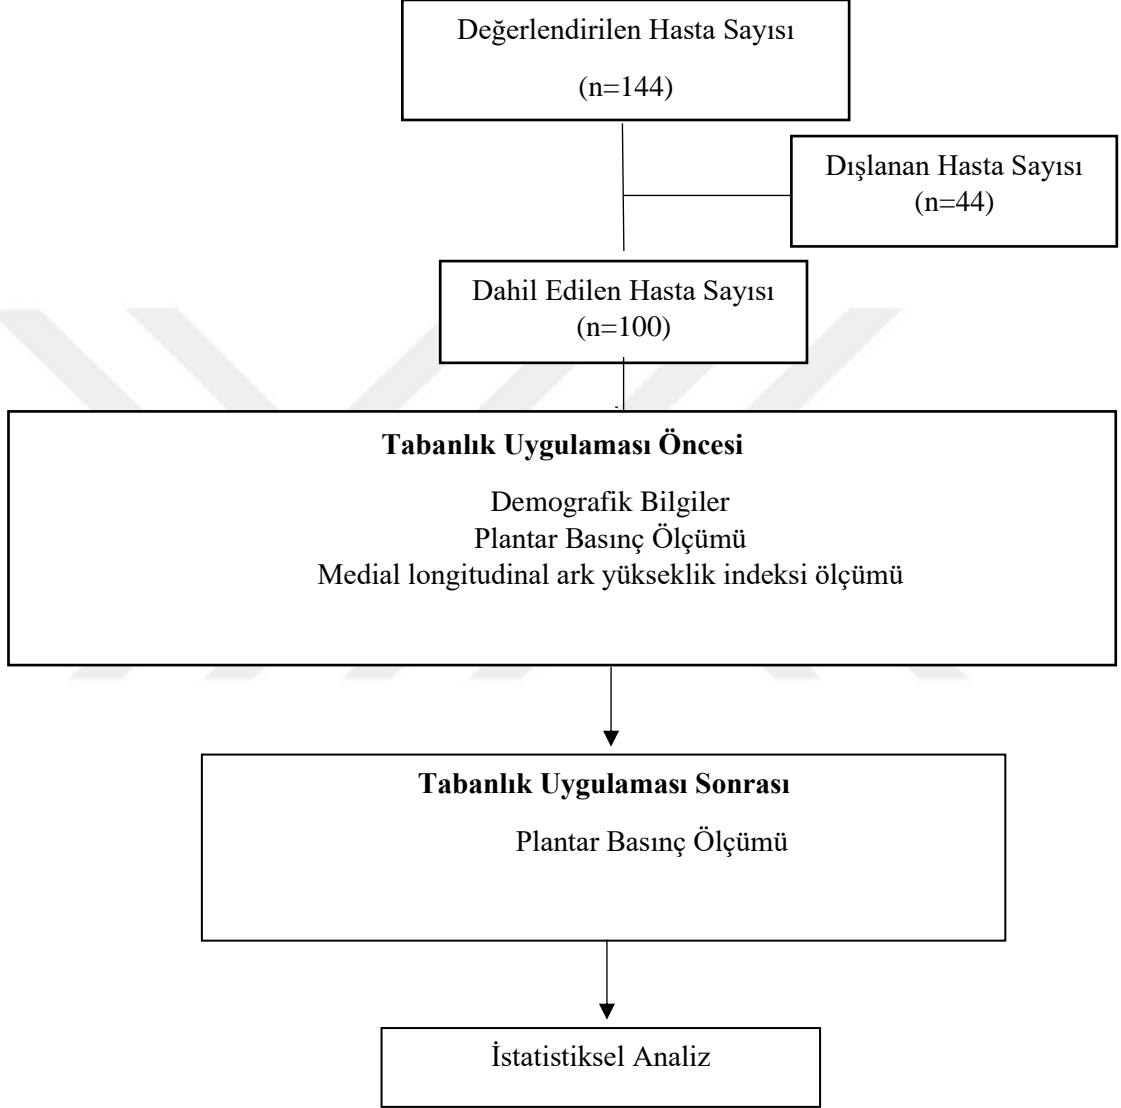 Değerlendirilen Hasta Sayısı
(n=144)
Dışlanan Hasta Sayısı
(n=44)
Dahil Edilen Hasta Sayısı
(n=100)
Tabanlık Uygulaması Öncesi
Demografik Bilgiler
Plantar Basınç Ölçümü
Medial longitudinal ark yükseklik indeksi ölçümü
Tabanlık Uygulaması Sonrası
Plantar Basınç Ölçümü
İstatistiksel Analiz